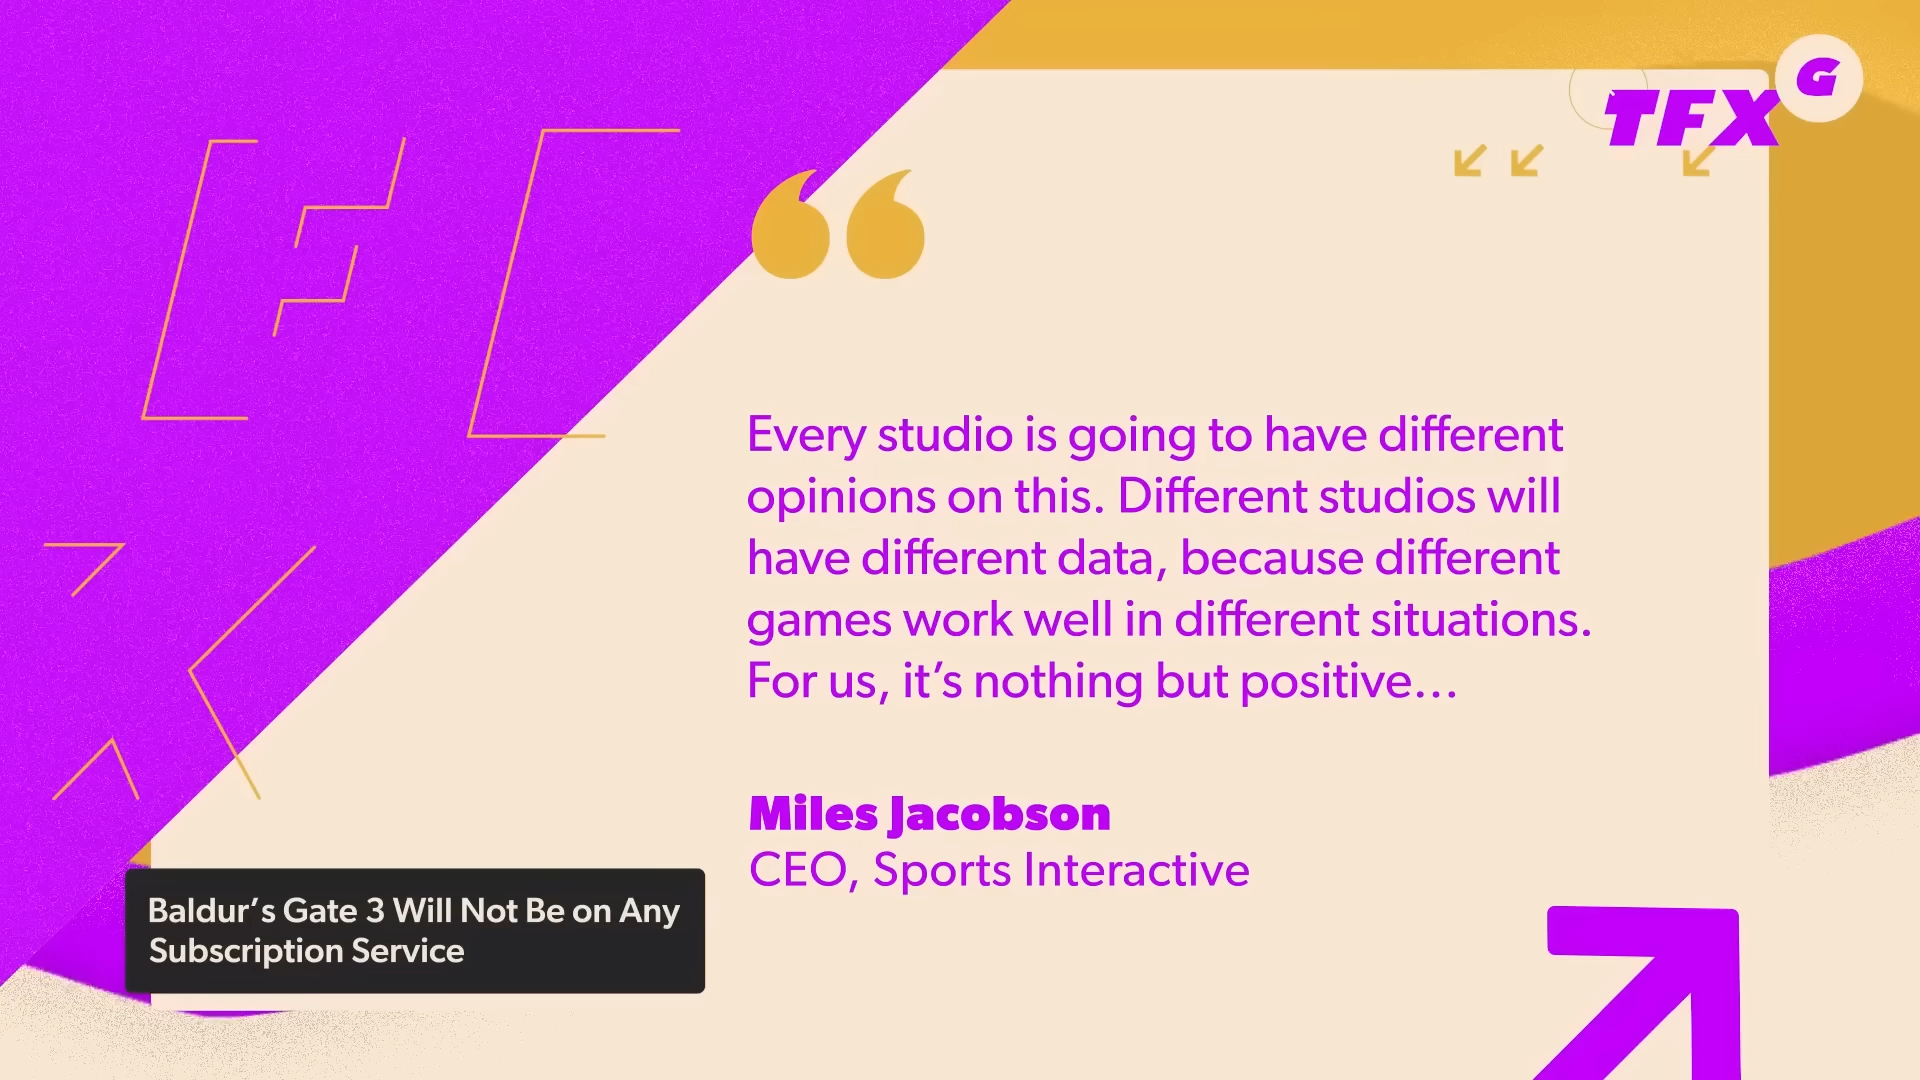 TFX
G
Every studio is going to have different
opinions on this. Different studios will
have different data, because different
games work well in different situations.
For us, it’s nothing but positive…
Miles Jacobson
CEO, Sports Interactive
Baldur’s Gate 3 Will Not Be on Any
Subscription Service